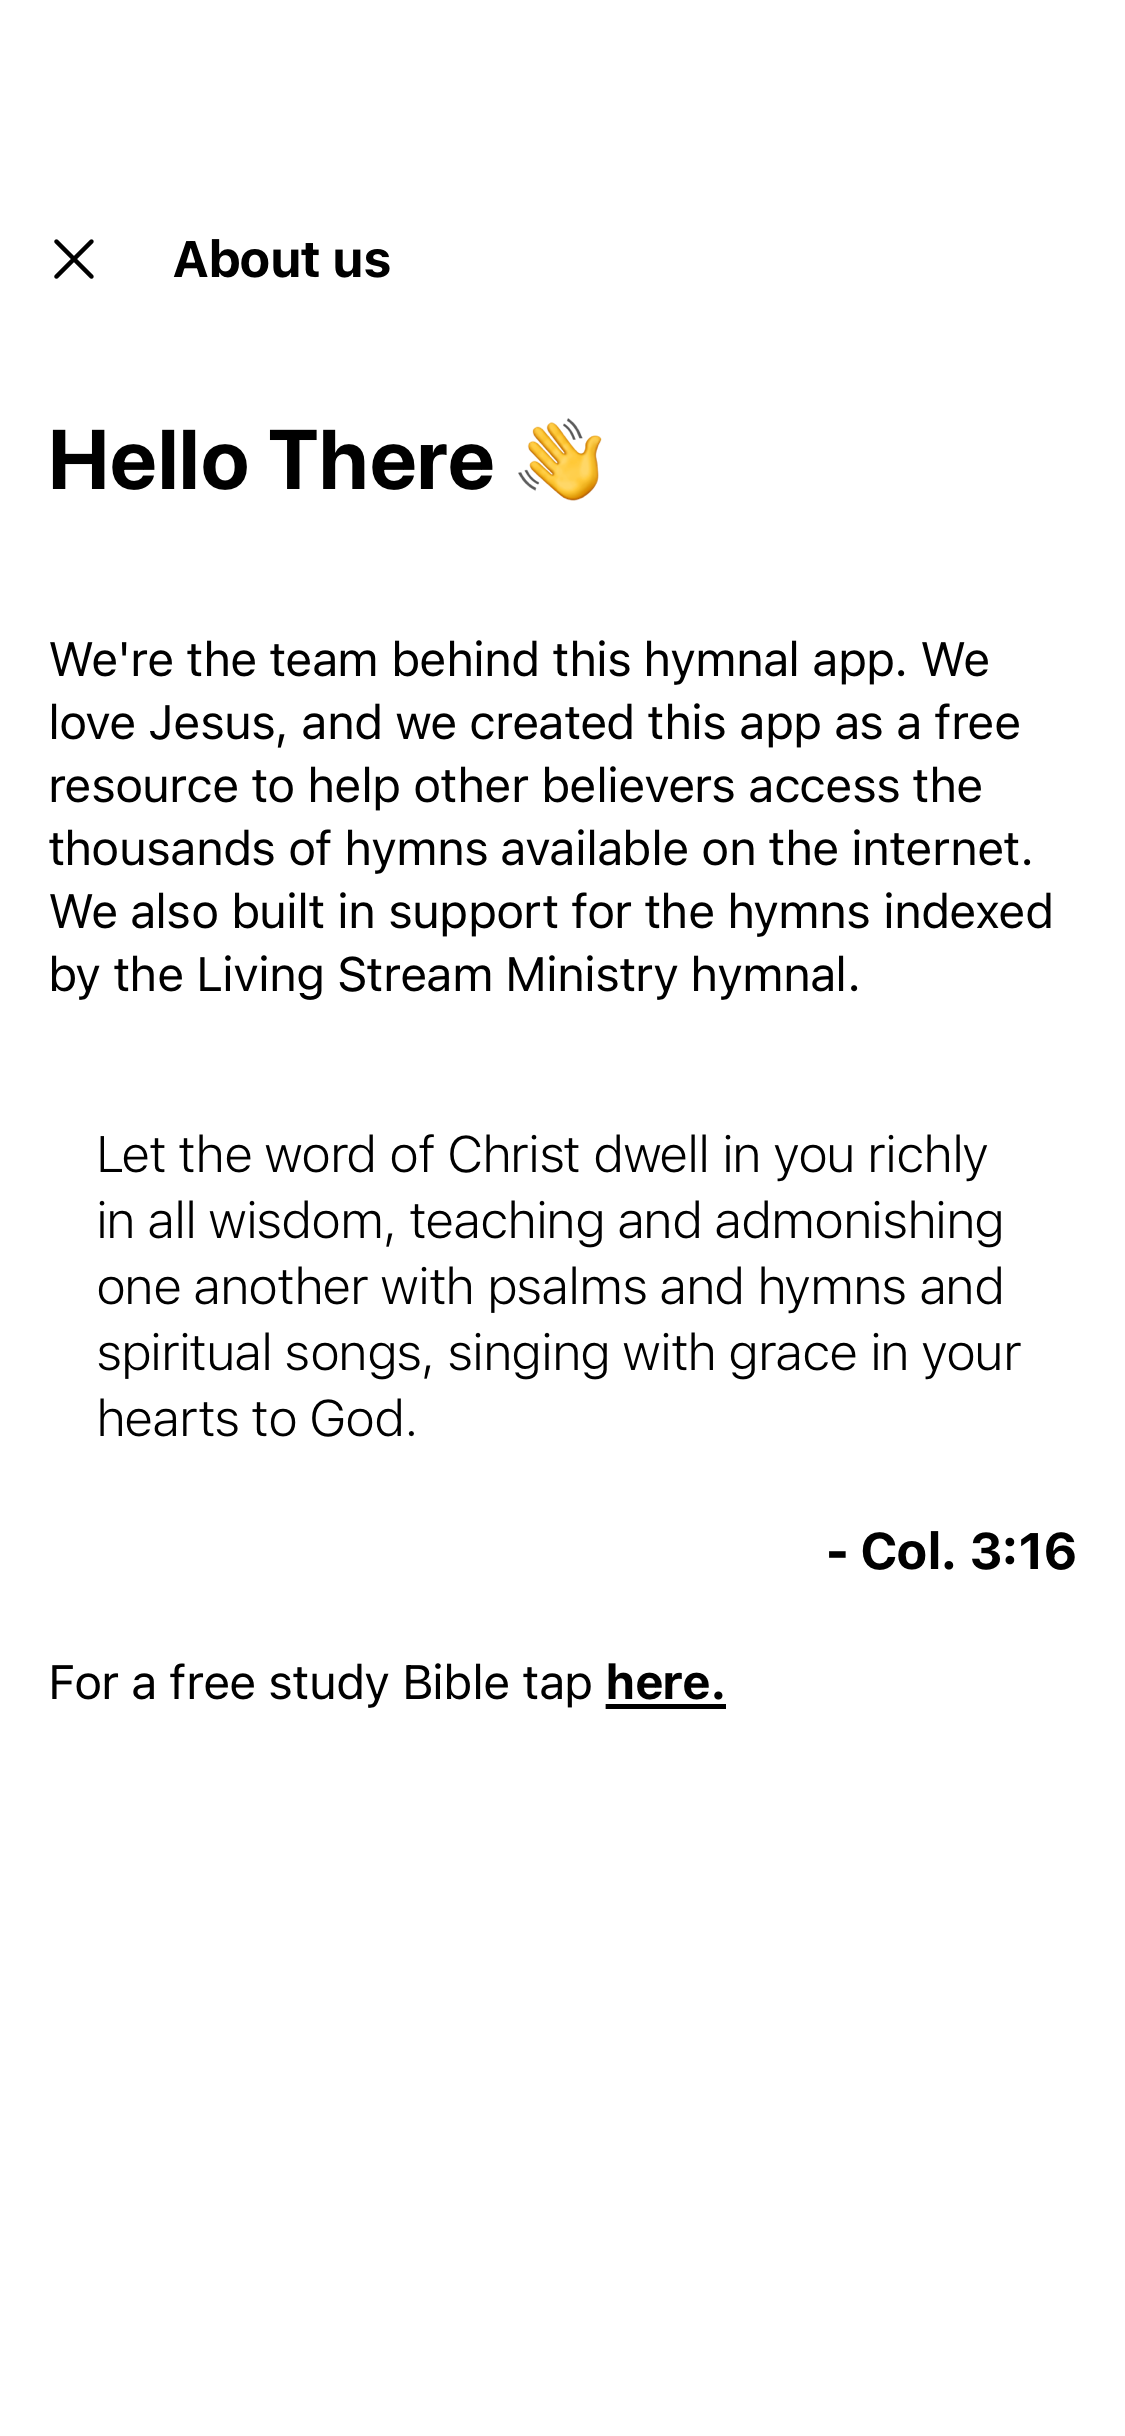 About us
Hello There 👋
We're the team behind this hymnal app. We
love Jesus, and we created this app as a free
resource to help other believers access the
thousands of hymns available on the internet.
We also built in support for the hymns indexed
by the Living Stream Ministry hymnal.
Let the word of Christ dwell in you richly
in all wisdom, teaching and admonishing
one another with psalms and hymns and
spiritual songs, singing with grace in your
hearts to God.
- Col. 3:16
For a free study Bible tap here.